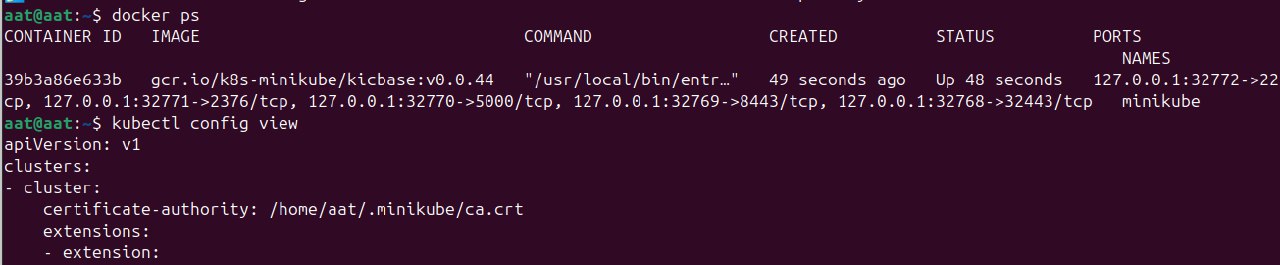 aat@aat:~$ docker ps
CONTAINER ID   IMAGE                                 COMMAND                  CREATED          STATUS          PORTS
NAMES
39b3a86e633b   gcr.io/k8s-minikube/kicbase:v0.0.44   "/usr/local/bin/entr…"   49 seconds ago   Up 48 seconds   127.0.0.1:32772->22
cp, 127.0.0.1:32771->2376/tcp, 127.0.0.1:32770->5000/tcp, 127.0.0.1:32769->8443/tcp, 127.0.0.1:32768->32443/tcp   minikube
aat@aat:~$ kubectl config view
apiVersion: v1
clusters:
- cluster:
    certificate-authority: /home/aat/.minikube/ca.crt
    extensions:
    - extension: